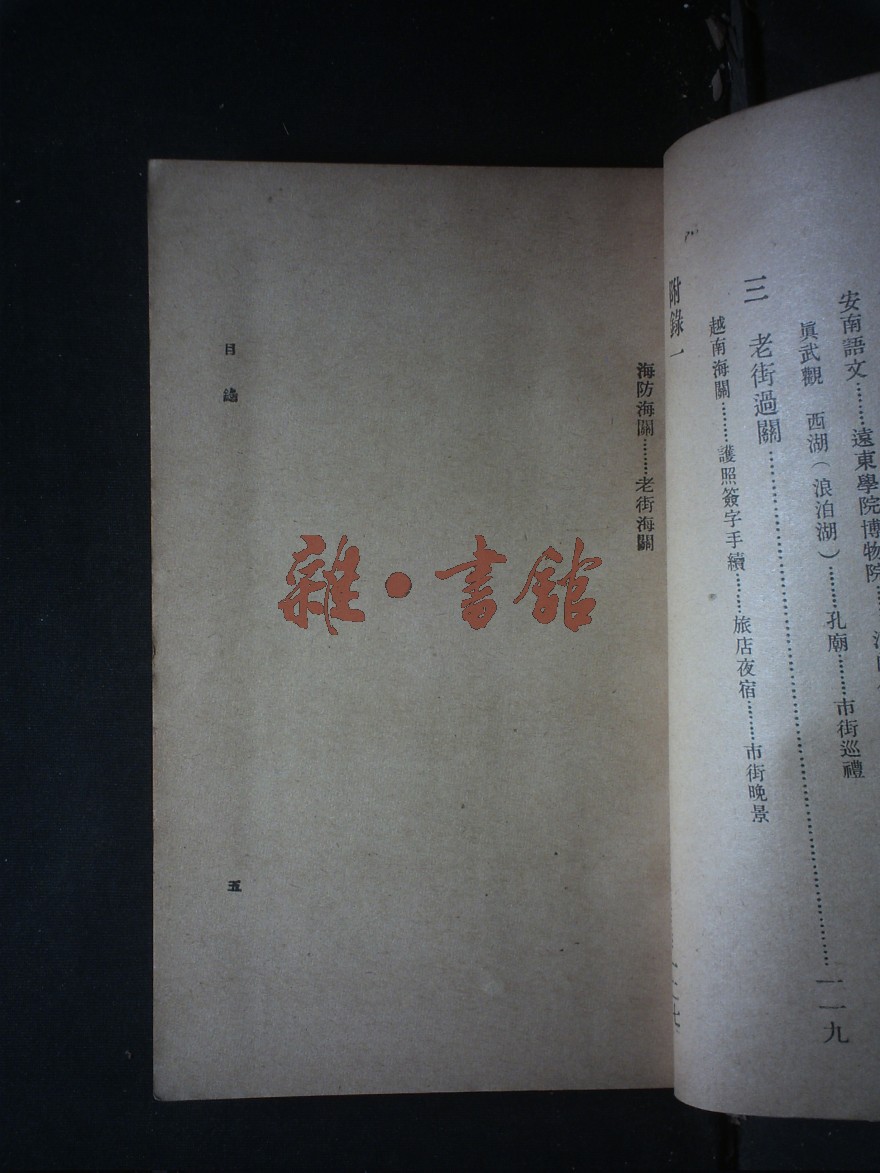 安南語文………遠東學院博物院……
眞武觀　西湖（浪泊湖）………孔廟………市街巡禮
三　老街過關……………………一一九
越南海關………護照簽字手續………旅店夜宿………市街晚景
附錄一
海防海關………老街海關
目　錄
五
雜・書館